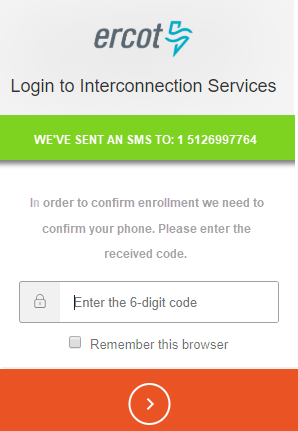 ercot
Login to Interconnection Services
WE'VE SENT AN SMS TO: 1 5126997764
In order to confirm enrollment we need to
confirm your phone. Please enter the
received code.
Enter the 6-digit code
Remember this browser